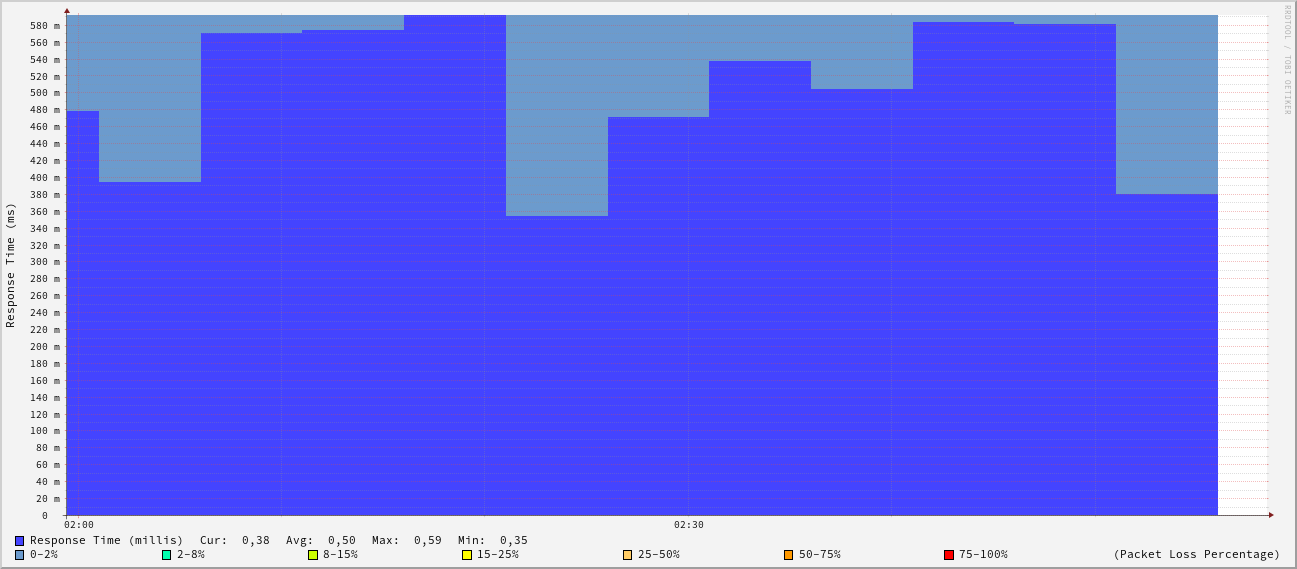 RRDTOOL / TOBI OETIKER
Response Time (ms)
580 m
560 m
540 m
520 m
500 m
480 m
460 m
440 m
420 m
400 m
380 m
360 m
340 m
320 m
300 m
280 m
260 m
240 m
220 m
200 m
180 m
160 m
140 m
120 m
100 m
80 m
60 m
40 m
20 m
0
02:00 02:30
Response Time (millis) Cur: 0,38 Avg: 0,50 Max: 0,59 Min: 0,35
0-2% 2-8% 8-15% 15-25% 25-50% 50-75% 75-100% (Packet Loss Percentage)